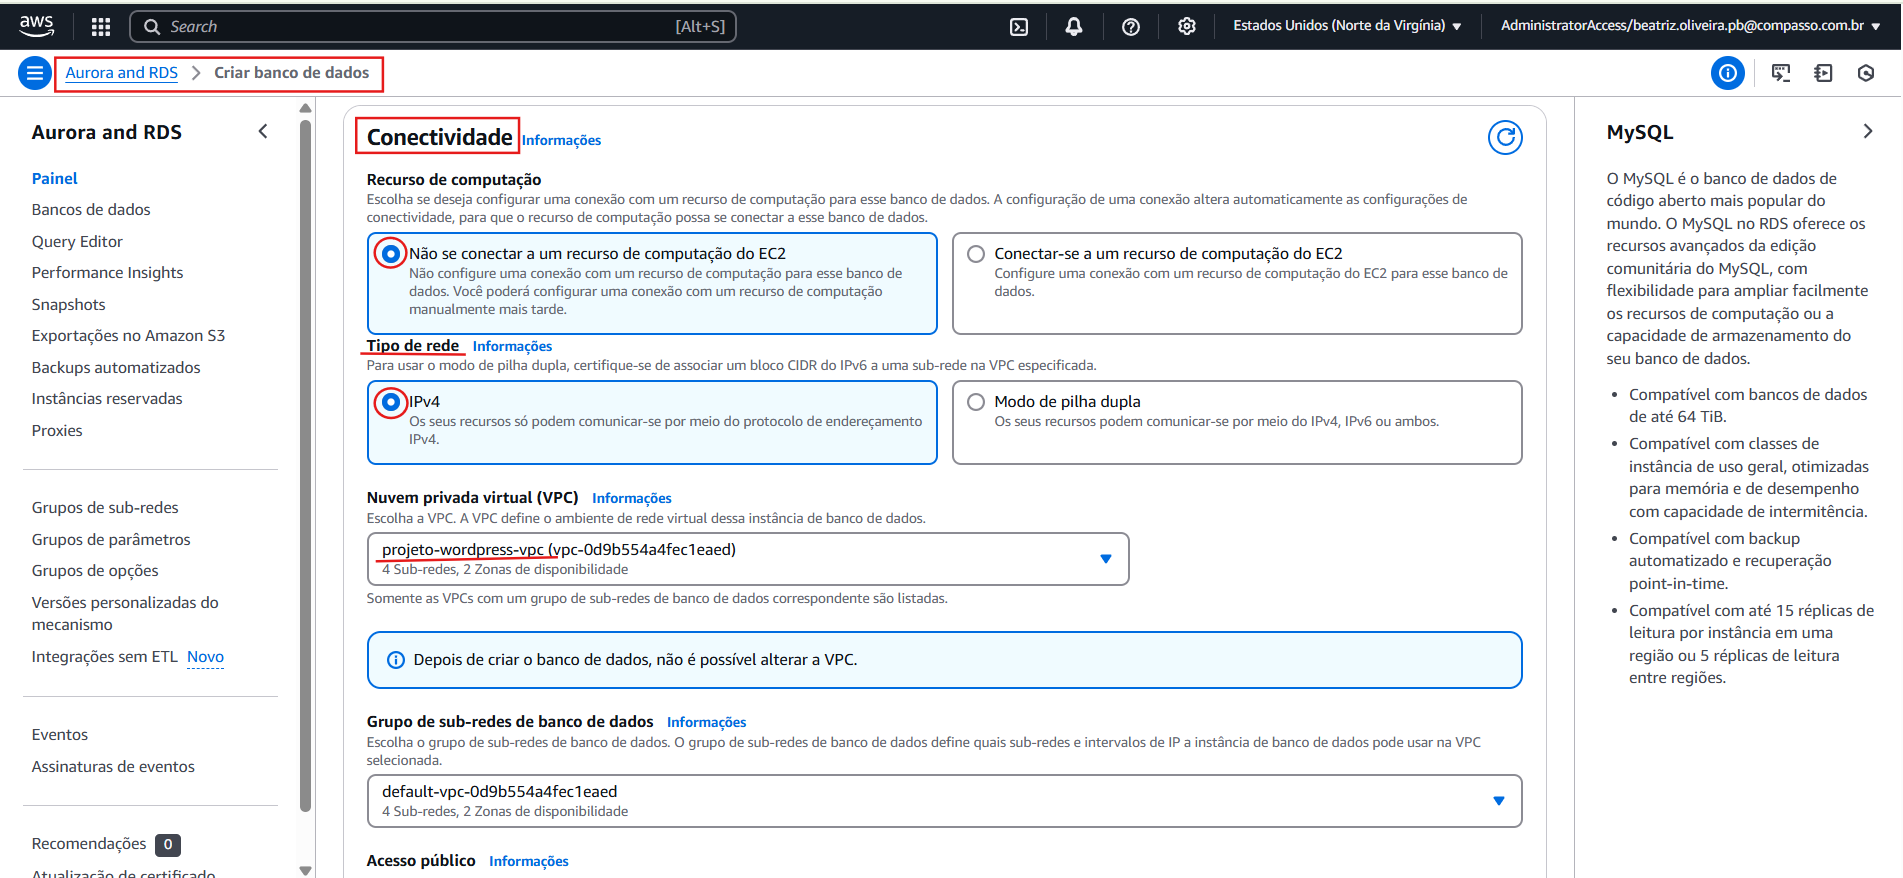 aws
Search
[Alt+S]
Estados Unidos (Norte da Virgínia)
AdministratorAccess/beatriz.oliveira.pb@compasso.com.br
Aurora and RDS
Criar banco de dados
Aurora and RDS
Painel
Bancos de dados
Query Editor
Performance Insights
Snapshots
Exportações no Amazon S3
Backups automatizados
Instâncias reservadas
Proxies
Grupos de sub-redes
Grupos de parâmetros
Grupos de opções
Versões personalizadas do
mecanismo
Integrações sem ETL Novo
Eventos
Assinaturas de eventos
Recomendações 0
Atualização de certificado
Conectividade Informações
Recurso de computação
Escolha se deseja configurar uma conexão com um recurso de computação para esse banco de dados. A configuração de uma conexão altera automaticamente as configurações de
conectividade, para que o recurso de computação possa se conectar a esse banco de dados.
Não se conectar a um recurso de computação do EC2
Não configure uma conexão com um recurso de computação para esse banco de
dados. Você poderá configurar uma conexão com um recurso de computação
manualmente mais tarde.
Conectar-se a um recurso de computação do EC2
Configure uma conexão com um recurso de computação do EC2 para esse banco de
dados.
Tipo de rede Informações
Para usar o modo de pilha dupla, certifique-se de associar um bloco CIDR do IPv6 a uma sub-rede na VPC especificada.
IPv4
Os seus recursos só podem comunicar-se por meio do protocolo de endereçamento
IPv4.
Modo de pilha dupla
Os seus recursos podem comunicar-se por meio do IPv4, IPv6 ou ambos.
Nuvem privada virtual (VPC) Informações
Escolha a VPC. A VPC define o ambiente de rede virtual dessa instância de banco de dados.
projeto-wordpress-vpc (vpc-0d9b554a4fec1eaed)
4 Sub-redes, 2 Zonas de disponibilidade
Somente as VPCs com um grupo de sub-redes de banco de dados correspondente são listadas.
Depois de criar o banco de dados, não é possível alterar a VPC.
Grupo de sub-redes de banco de dados Informações
Escolha o grupo de sub-redes de banco de dados. O grupo de sub-redes de banco de dados define quais sub-redes e intervalos de IP a instância de banco de dados pode usar na VPC
selecionada.
default-vpc-0d9b554a4fec1eaed
4 Sub-redes, 2 Zonas de disponibilidade
Acesso público Informações
MySQL
O MySQL é o banco de dados de
código aberto mais popular do
mundo. O MySQL no RDS oferece os
recursos avançados da edição
comunitária do MySQL, com
flexibilidade para ampliar facilmente
os recursos de computação ou a
capacidade de armazenamento do
seu banco de dados.
• Compatível com bancos de dados
de até 64 TiB.
• Compatível com classes de
instância de uso geral, otimizadas
para memória e de desempenho
com capacidade de intermitência.
• Compatível com backup
automatizado e recuperação
point-in-time.
• Compatível com até 15 réplicas de
leitura por instância em uma
região ou 5 réplicas de leitura
entre regiões.